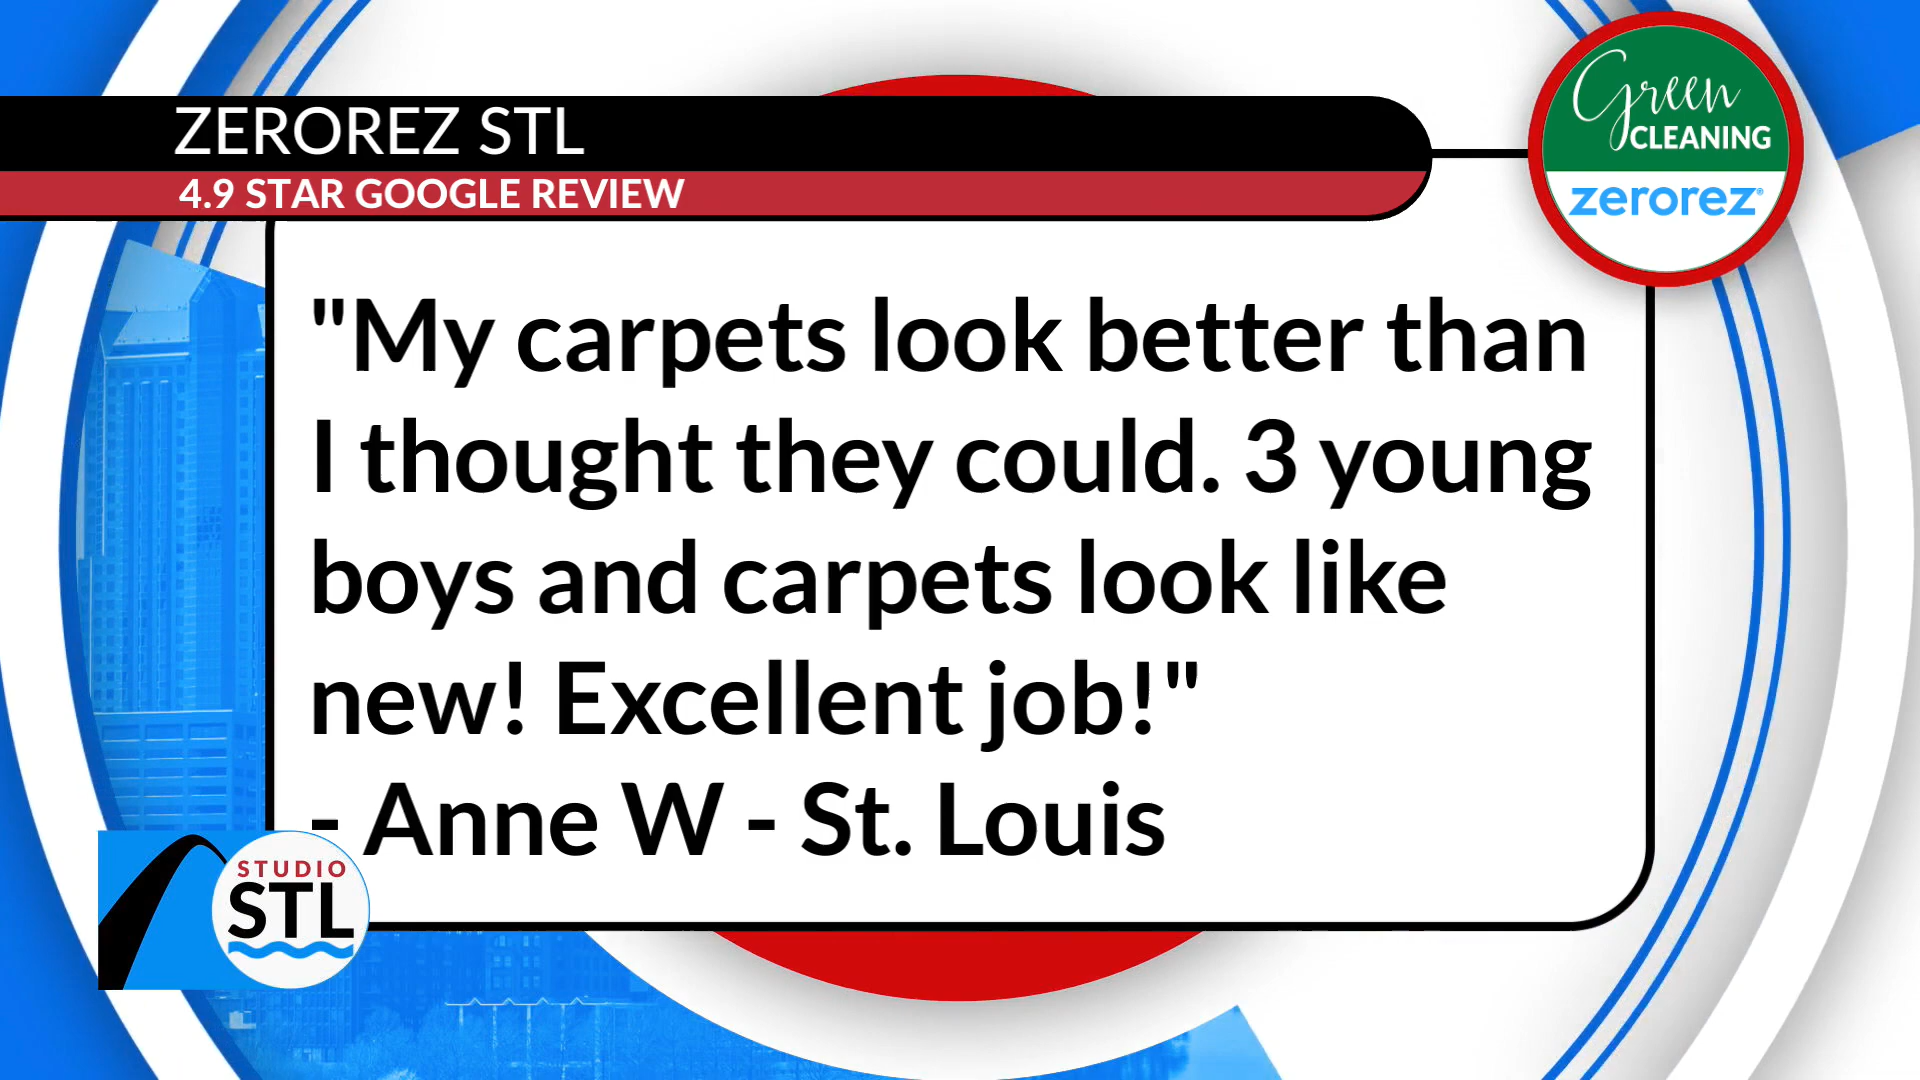 ZEROREZ STL
4.9 STAR GOOGLE REVIEW
Green
CLEANING
zerorez®
"My carpets look better than
I thought they could. 3 young
boys and carpets look like
new! Excellent job!"
- Anne W - St. Louis
STUDIO
STL